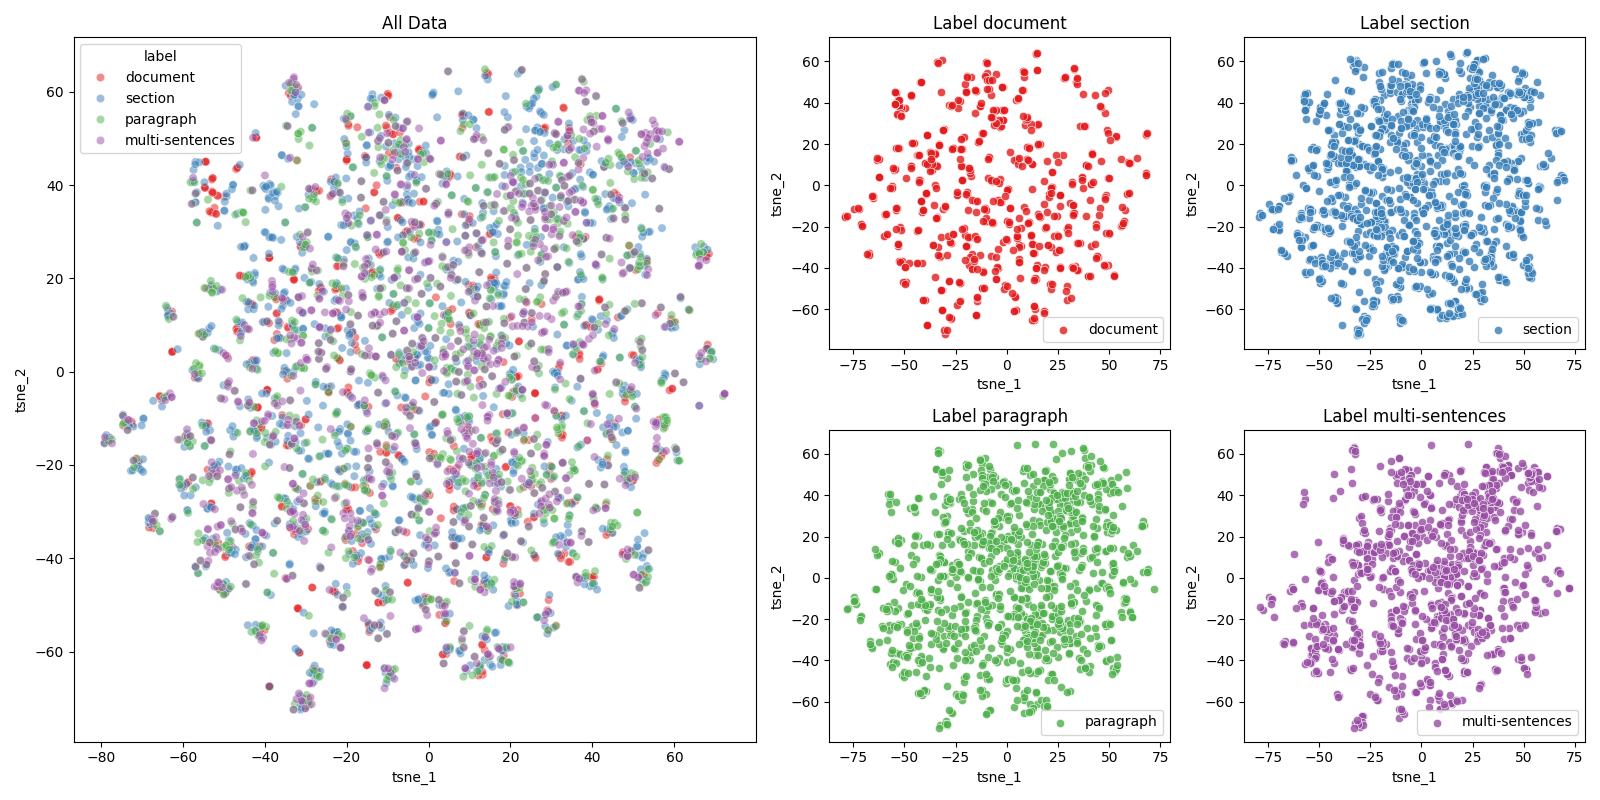 All Data
label
document
section
paragraph
multi-sentences
60
40
20
0
−20
−40
−60
tsne_2
−80
−60
−40
−20
0
20
40
60
tsne_1
Label document
60
40
20
0
−20
−40
−60
tsne_2
document
−75
−50
−25
0
25
50
75
tsne_1
Label section
60
40
20
0
−20
−40
−60
tsne_2
section
−75
−50
−25
0
25
50
75
tsne_1
Label paragraph
60
40
20
0
−20
−40
−60
tsne_2
paragraph
−75
−50
−25
0
25
50
75
tsne_1
Label multi-sentences
60
40
20
0
−20
−40
−60
tsne_2
multi-sentences
−75
−50
−25
0
25
50
75
tsne_1